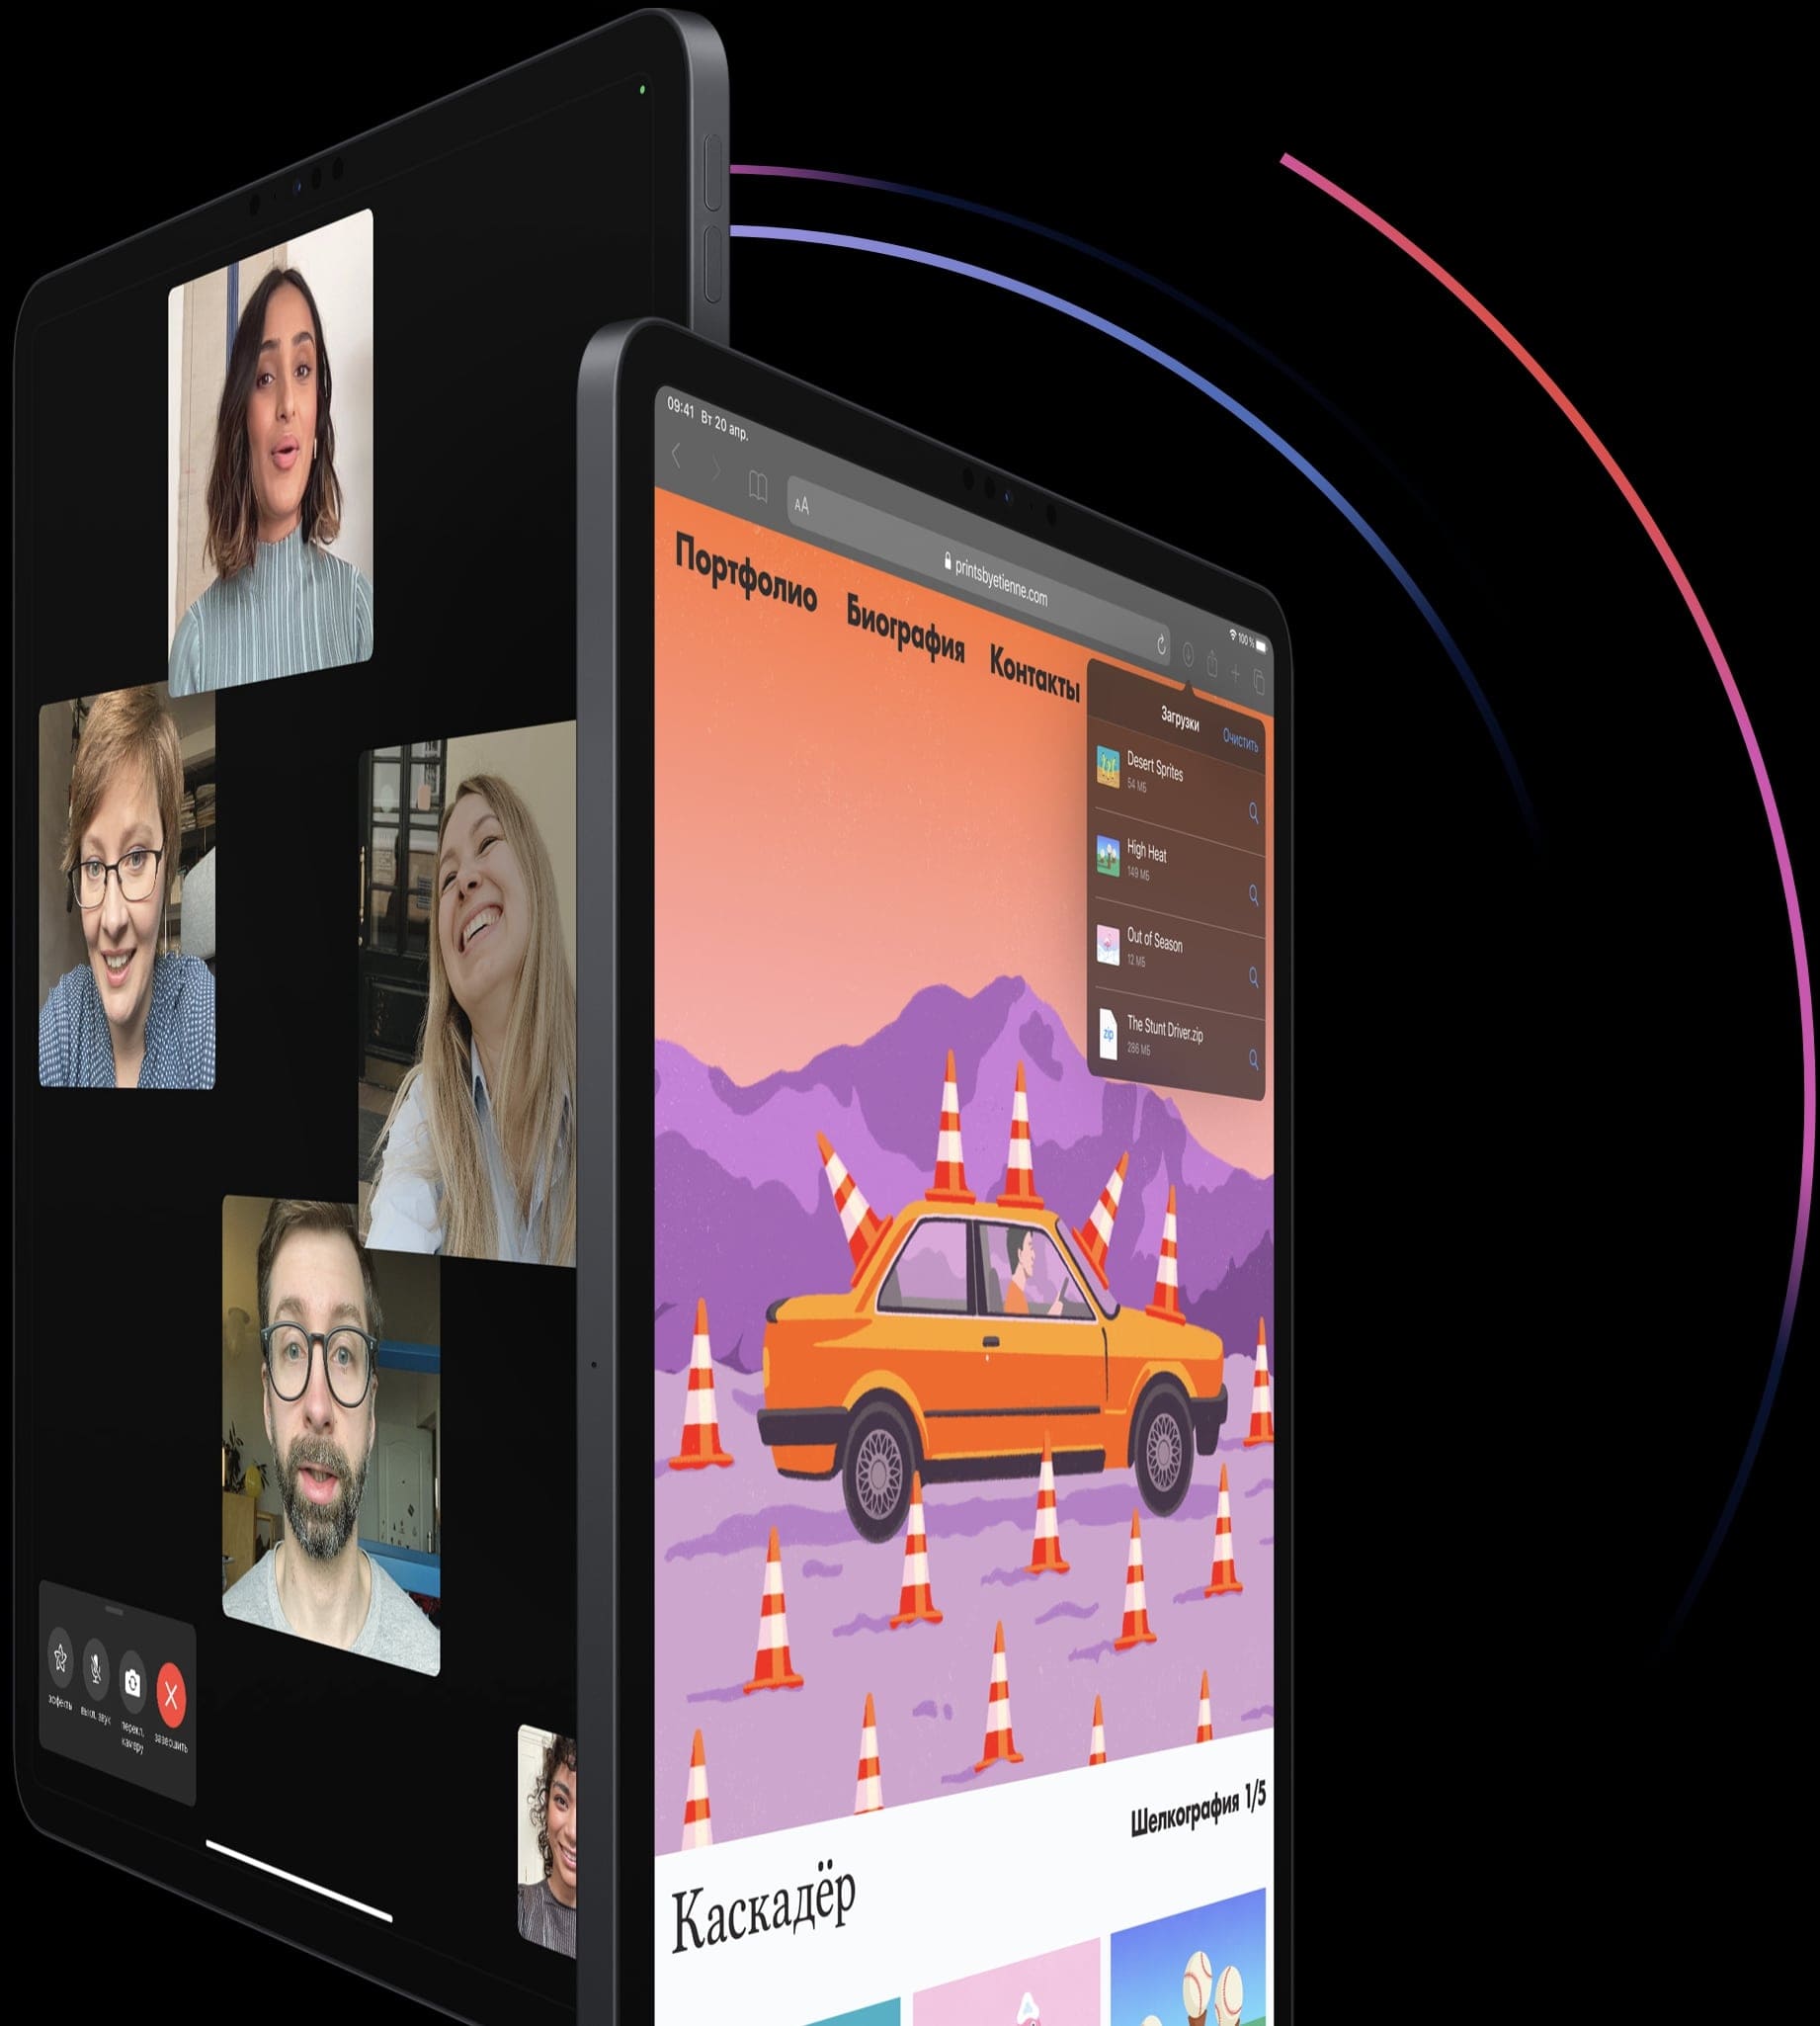 09:41 Вт 20 апр.
100 %
AA
printsbyetienne.com
Портфолио Биография Контакты
Загрузки
Очистить
Desert Sprites
54 МБ
High Heat
149 МБ
Out of Season
12 МБ
zip
The Stunt Driver.zip
286 МБ
эффекты
выкл. звук
перекл.
камеру
завершить
Шелкография 1/5
Каскадёр